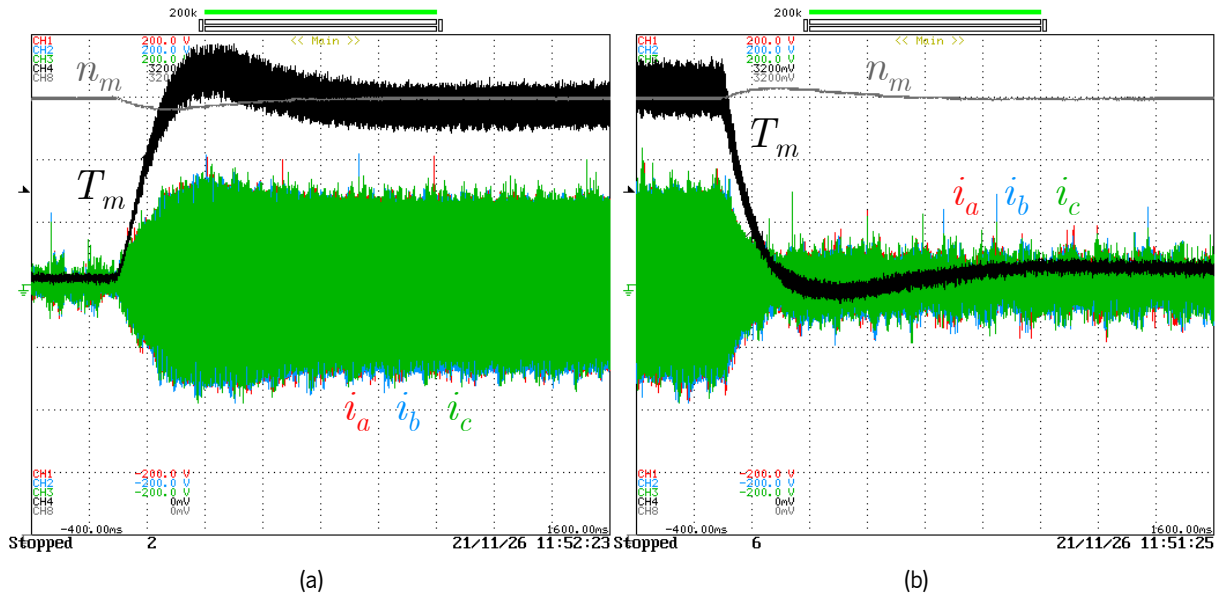 200k
CH1 200.0 V
CH2 200.0 V
CH3 200.0
CH4 3200
CH8
<< Main >>
n_m
T_m
i_a i_b i_c
CH1 -200.0 V
CH2 -200.0 V
CH3 -200.0 V
CH4 0mV
CH8 0mV
-400.00ms 1600.00ms
Stopped 2 21/11/26 11:52:23
(a)
200k
CH1 200.0 V
CH2 200.0 V
200.0 V
3200mV
CH8 3200mV
<< Main >>
n_m
T_m
i_a i_b i_c
CH1 -200.0 V
CH2 -200.0 V
CH3 -200.0 V
CH4 0mV
CH8 0mV
-400.00ms 1600.00ms
Stopped 6 21/11/26 11:51:25
(b)